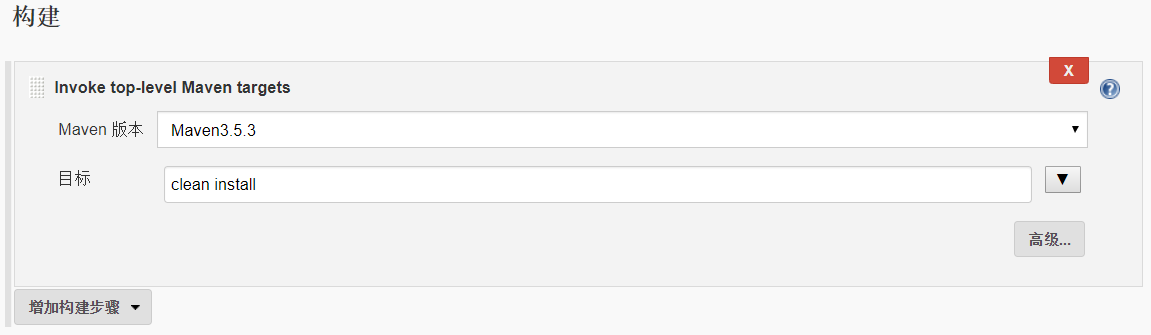 构建
Invoke top-level Maven targets
X
?
Maven 版本
Maven3.5.3
目标
clean install
高级...
增加构建步骤